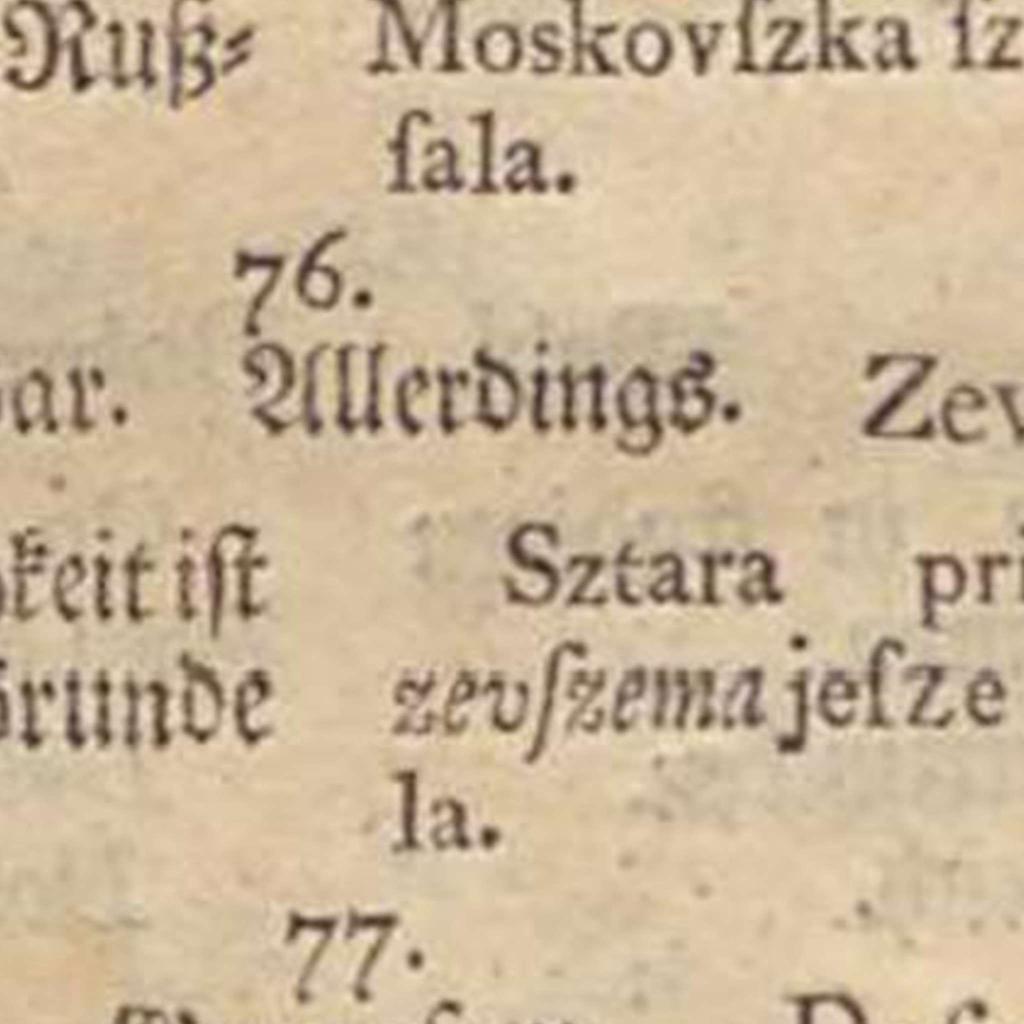 Ruß⸗ Moskovſzka ſz
ſala.
76.
ar. Allerdings. Zev
keit iſt Sztara pri
runde zevſzema jeſze
la.
77.